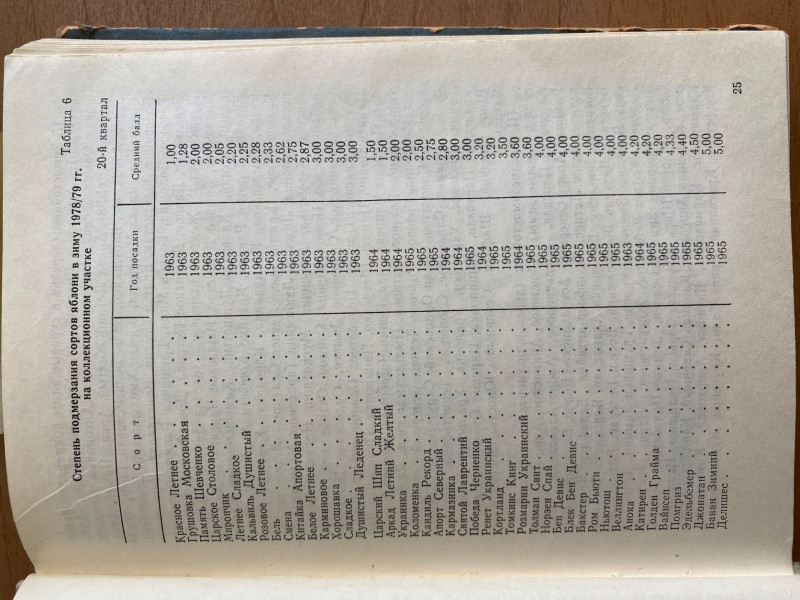 Таблица 6
Степень подмерзания сортов яблони в зиму 1978/79 гг.
на коллекционном участке
20-й квартал
Сорт Год посадки Средний балл
Красное Летнее . . . . . 1963 1,00
Грушовка Московская . . . . 1963 1,28
Память Шевченко . . . . . 1963 2,00
Царское Столовое . . . . . 1963 2,00
Мирончик . . . . . . 1963 2,05
Летнее Сладкое . . . . . 1963 2,20
Кальвиль Душистый . . . . 1963 2,25
Розовое Летнее . . . . . 1963 2,28
Бель . . . . . . . 1963 2,33
Смена . . . . . . . 1963 2,62
Китайка Апортовая . . . . 1963 2,75
Белое Летнее . . . . . 1963 2,87
Карминовое . . . . . . 1963 3,00
Хорошавка . . . . . . 1963 3,00
Сладкое . . . . . . 1963 3,00
Душистый Леденец . . . . 1963 3,00
Царский Шип Сладкий . . . . 1964 1,50
Аркад Летний Желтый . . . . 1964 1,50
Украинка . . . . . . 1964 2,00
Коломенка . . . . . . 1965 2,00
Кандиль Рекорд . . . . . 1965 2,50
Апорт Северный . . . . . 1965 2,75
Кармазинка . . . . . . 1964 2,80
Святой Лаврентий . . . . 1964 3,00
Победа Черненко . . . . . 1965 3,00
Ренет Украинский . . . . . 1964 3,20
Кортланд . . . . . . 1965 3,20
Томкинс Кинг . . . . . 1964 3,50
Розмарин Украинский . . . . 1964 3,60
Толман Свит . . . . . 1965 3,60
Норзерн Спай . . . . . 1965 4,00
Бен Девис . . . . . . 1965 4,00
Блек Бен Девис . . . . . 1965 4,00
Бакстер . . . . . . 1965 4,00
Ром Бьюти . . . . . . 1965 4,00
Ньютош . . . . . . 1965 4,00
Веллингтон . . . . . . 1965 4,00
Анока . . . . . . . 1963 4,00
Катирен . . . . . . 1964 4,20
Голден Грайма . . . . . 1965 4,20
Вайнсеп . . . . . . 1965 4,20
Помгриз . . . . . . 1965 4,33
Эдельбемер . . . . . . 1965 4,40
Джонатан . . . . . . 1965 4,50
Банан Зимний . . . . . 1965 5,00
Делишес . . . . . . 1965 5,00
25